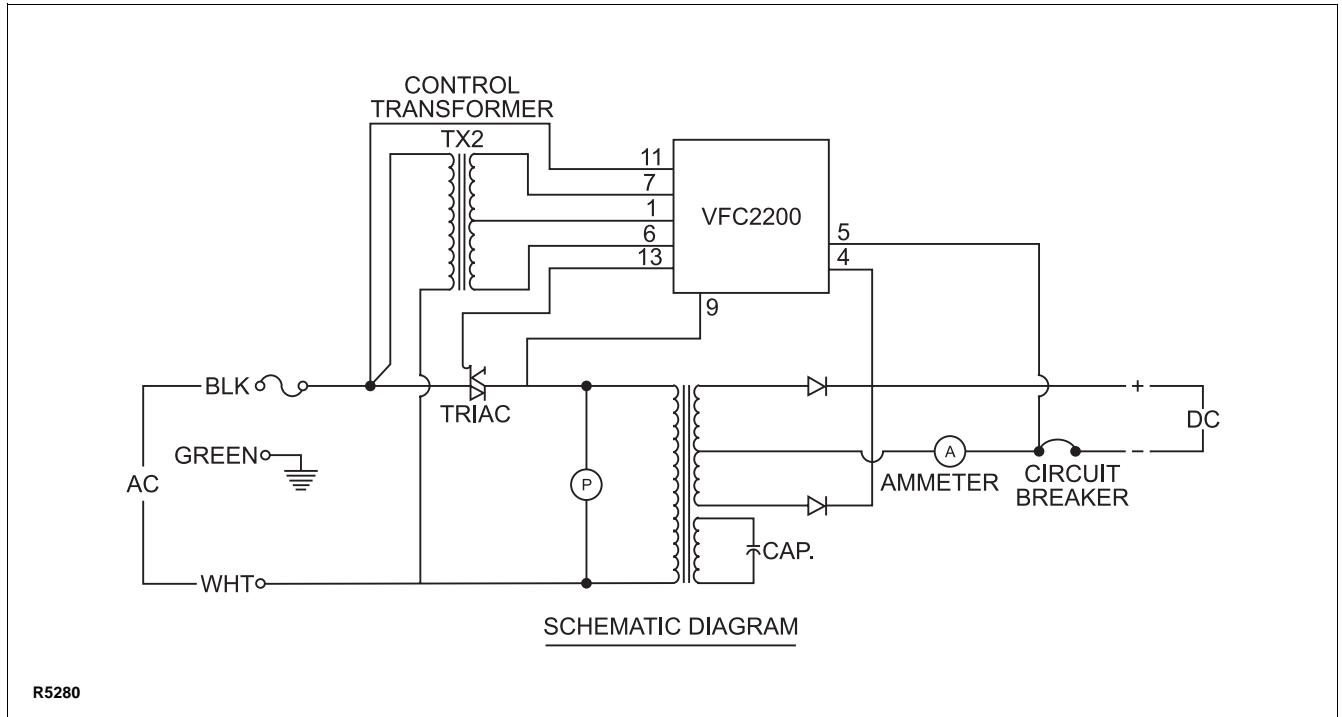 CONTROL
TRANSFORMER
TX2
11
7
1
6
13
VFC2200
5
4
9
BLK
TRIAC
GREEN
AC
P
A
AMMETER
CIRCUIT
BREAKER
+
DC
−
CAP.
WHT
SCHEMATIC DIAGRAM
R5280